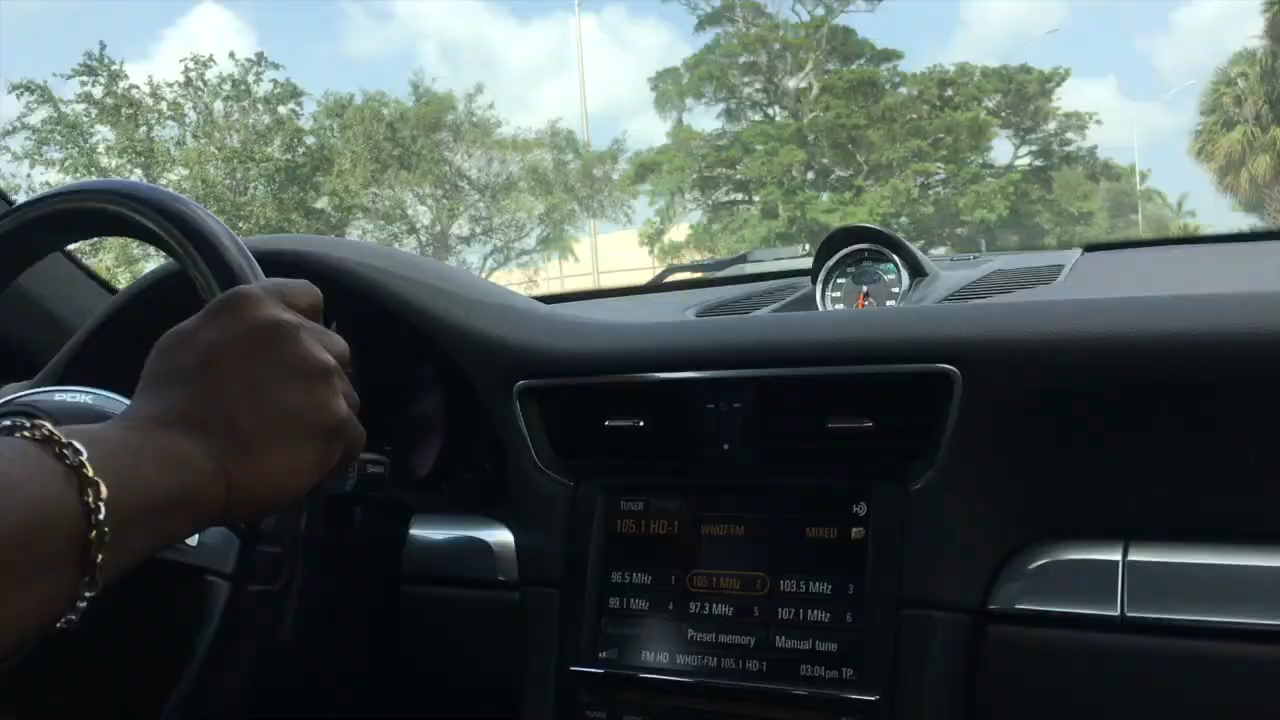 PDK
TUNER
105.1 HD-1 WHQT-FM MIXED
96.5 MHz 1 105.1 MHz 2 103.5 MHz 3
99.1 MHz 4 97.3 MHz 5 107.1 MHz 6
Preset memory Manual tune
FM HD WHQT-FM 105.1 HD-1 03:04pm TP